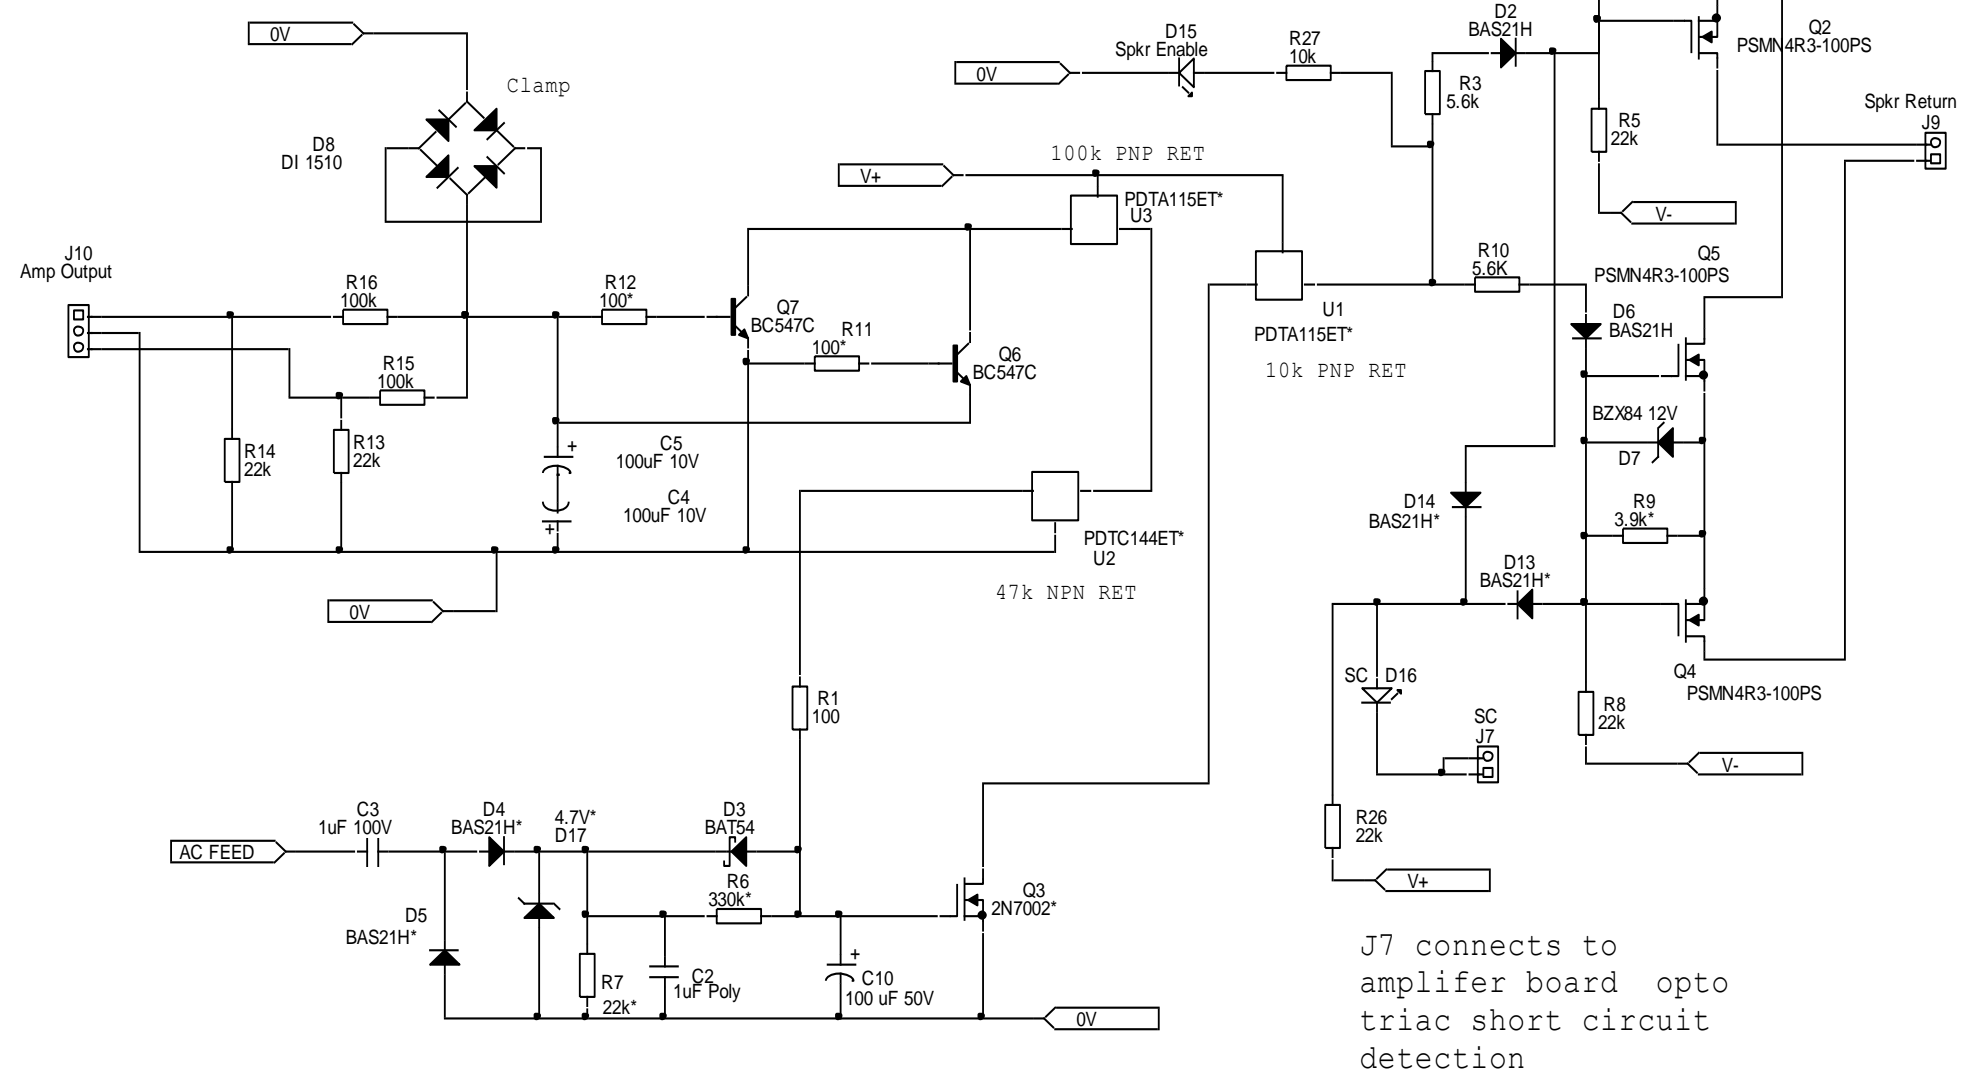 0V
Clamp
D8
DI 1510
J10
Amp Output
R16
100k
R15
100k
R14
22k
R13
22k
R12
100*
Q7
BC547C
R11
100*
Q6
BC547C
+
C5
100uF 10V
C4
100uF 10V
+
0V
D15
Spkr Enable
0V
R27
10k
D2
BAS21H
R3
5.6k
Q2
PSMN4R3-100PS
R5
22k
V-
Spkr Return
J9
100k PNP RET
V+
PDTA115ET*
U3
U1
PDTA115ET*
10k PNP RET
R10
5.6K
Q5
PSMN4R3-100PS
D6
BAS21H
BZX84 12V
D7
R9
3.9k*
D14
BAS21H*
D13
BAS21H*
PDTC144ET*
U2
47k NPN RET
Q4
PSMN4R3-100PS
SC D16
SC
J7
R8
22k
V-
R26
22k
V+
R1
100
AC FEED
C3
1uF 100V
D4
BAS21H*
4.7V*
D17
D3
BAT54
R6
330k*
Q3
2N7002*
D5
BAS21H*
R7
22k*
C2
1uF Poly
+
C10
100 uF 50V
0V
J7 connects to
amplifer board opto
triac short circuit
detection